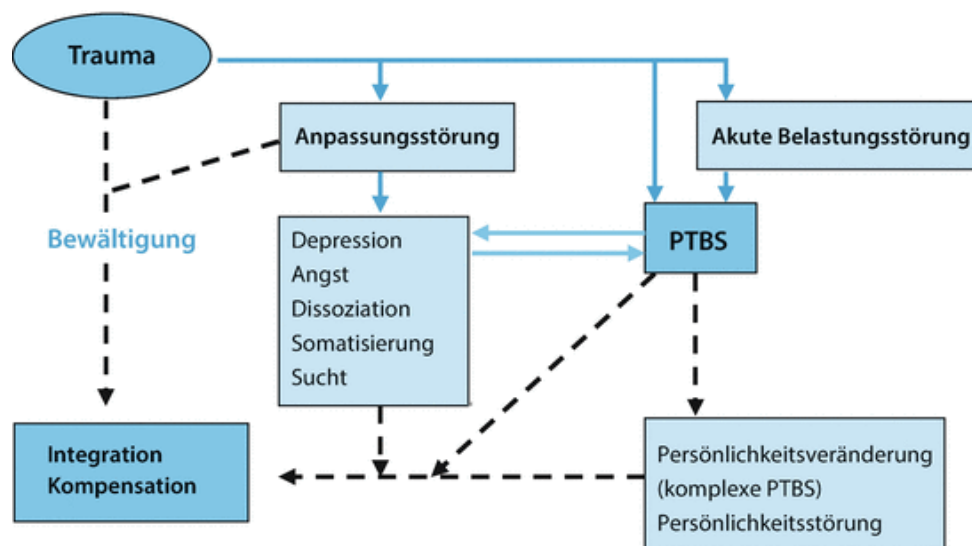 Trauma
Anpassungsstörung
Akute Belastungsstörung
Bewältigung
Depression
Angst
Dissoziation
Somatisierung
Sucht
PTBS
Integration
Kompensation
Persönlichkeitsveränderung
(komplexe PTBS)
Persönlichkeitsstörung